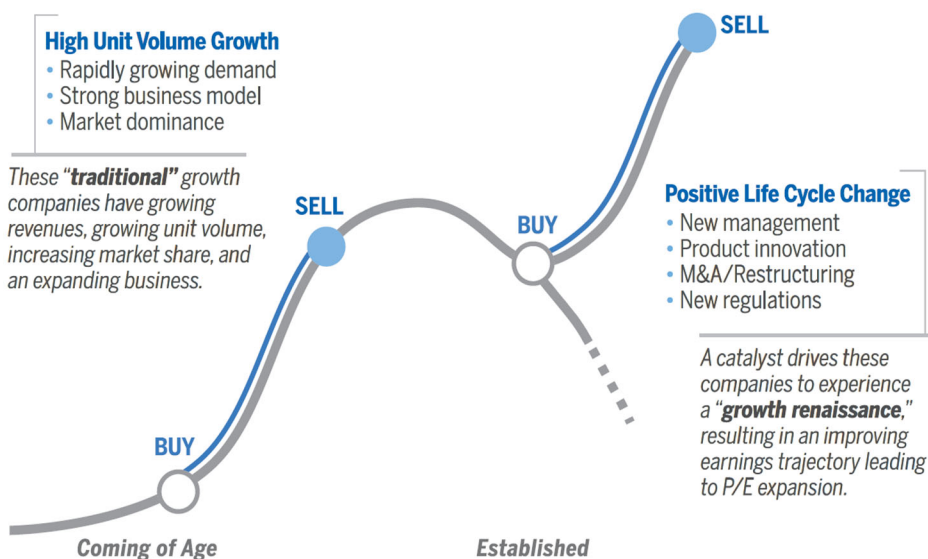 High Unit Volume Growth
• Rapidly growing demand
• Strong business model
• Market dominance
These “traditional” growth
companies have growing
revenues, growing unit volume,
increasing market share, and
an expanding business.
BUY
SELL
BUY
SELL
Positive Life Cycle Change
• New management
• Product innovation
• M&A/Restructuring
• New regulations
A catalyst drives these
companies to experience
a “growth renaissance,”
resulting in an improving
earnings trajectory leading
to P/E expansion.
Coming of Age
Established